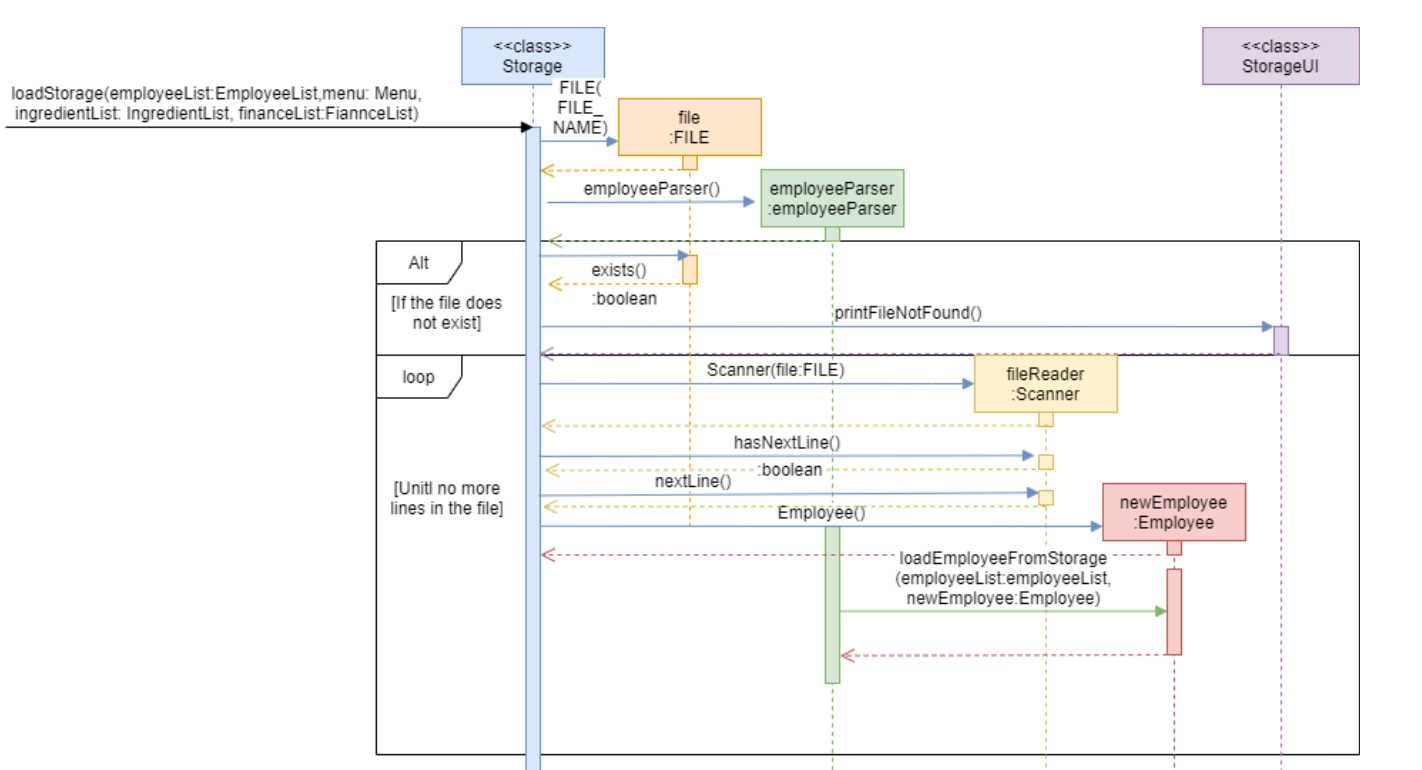 <<class>>
Storage
<<class>>
StorageUI
loadStorage(employeeList:EmployeeList,menu: Menu,
ingredientList: IngredientList, financeList:FiannceList)
FILE(
FILE_
NAME)
file
:FILE
employeeParser()
employeeParser
:employeeParser
Alt
exists()
:boolean
[If the file does
not exist]
printFileNotFound()
loop
Scanner(file:FILE)
fileReader
:Scanner
hasNextLine()
:boolean
nextLine()
[Unitl no more
lines in the file]
Employee()
newEmployee
:Employee
loadEmployeeFromStorage
(employeeList:employeeList,
newEmployee:Employee)